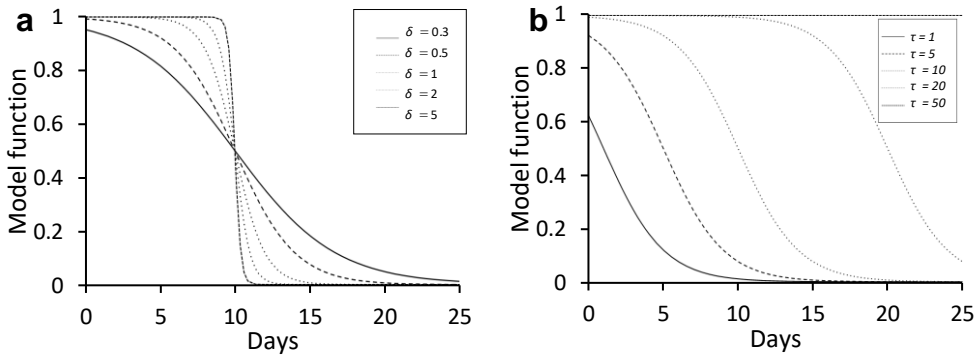 a
Model function
1
0.8
0.6
0.4
0.2
0
0 5 10 15 20 25
Days
δ = 0.3
δ = 0.5
δ = 1
δ = 2
δ = 5
b
Model function
1
0.8
0.6
0.4
0.2
0
0 5 10 15 20 25
Days
τ = 1
τ = 5
τ = 10
τ = 20
τ = 50